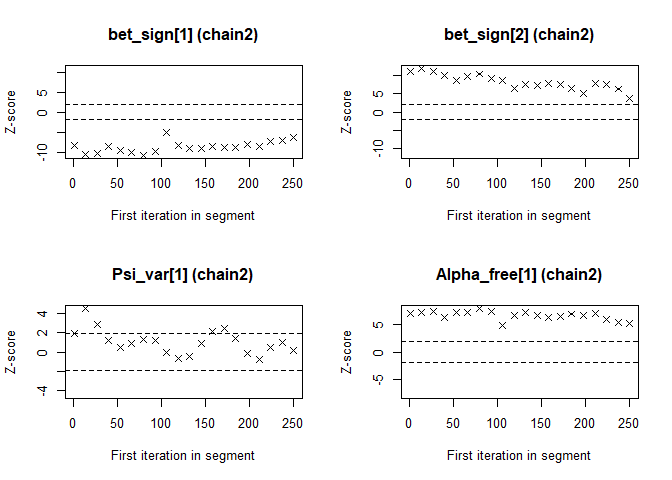 bet_sign[1] (chain2)
Z-score
5
0
-10
0 50 100 150 200 250
First iteration in segment
bet_sign[2] (chain2)
Z-score
5
0
-10
0 50 100 150 200 250
First iteration in segment
Psi_var[1] (chain2)
Z-score
4
2
0
-4
0 50 100 150 200 250
First iteration in segment
Alpha_free[1] (chain2)
Z-score
5
0
-5
0 50 100 150 200 250
First iteration in segment